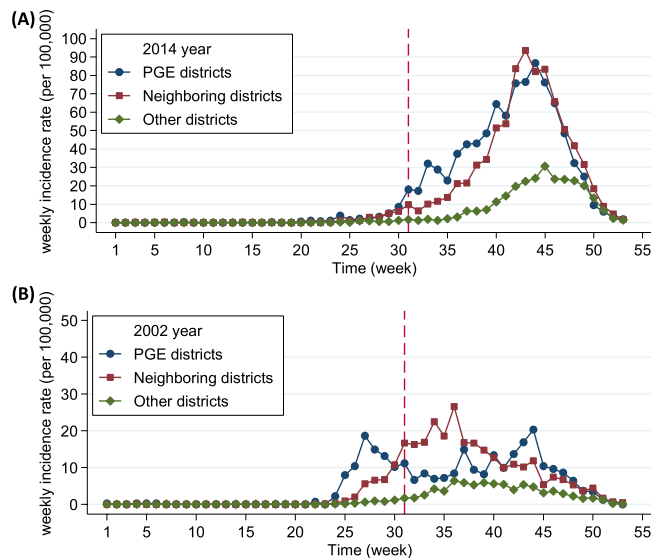 (A)
weekly incidence rate (per 100,000)
100
90
80
70
60
50
40
30
20
10
0
2014 year
PGE districts
Neighboring districts
Other districts
1 5 10 15 20 25 30 35 40 45 50 55
Time (week)
(B)
weekly incidence rate (per 100,000)
50
40
30
20
10
0
2002 year
PGE districts
Neighboring districts
Other districts
1 5 10 15 20 25 30 35 40 45 50 55
Time (week)